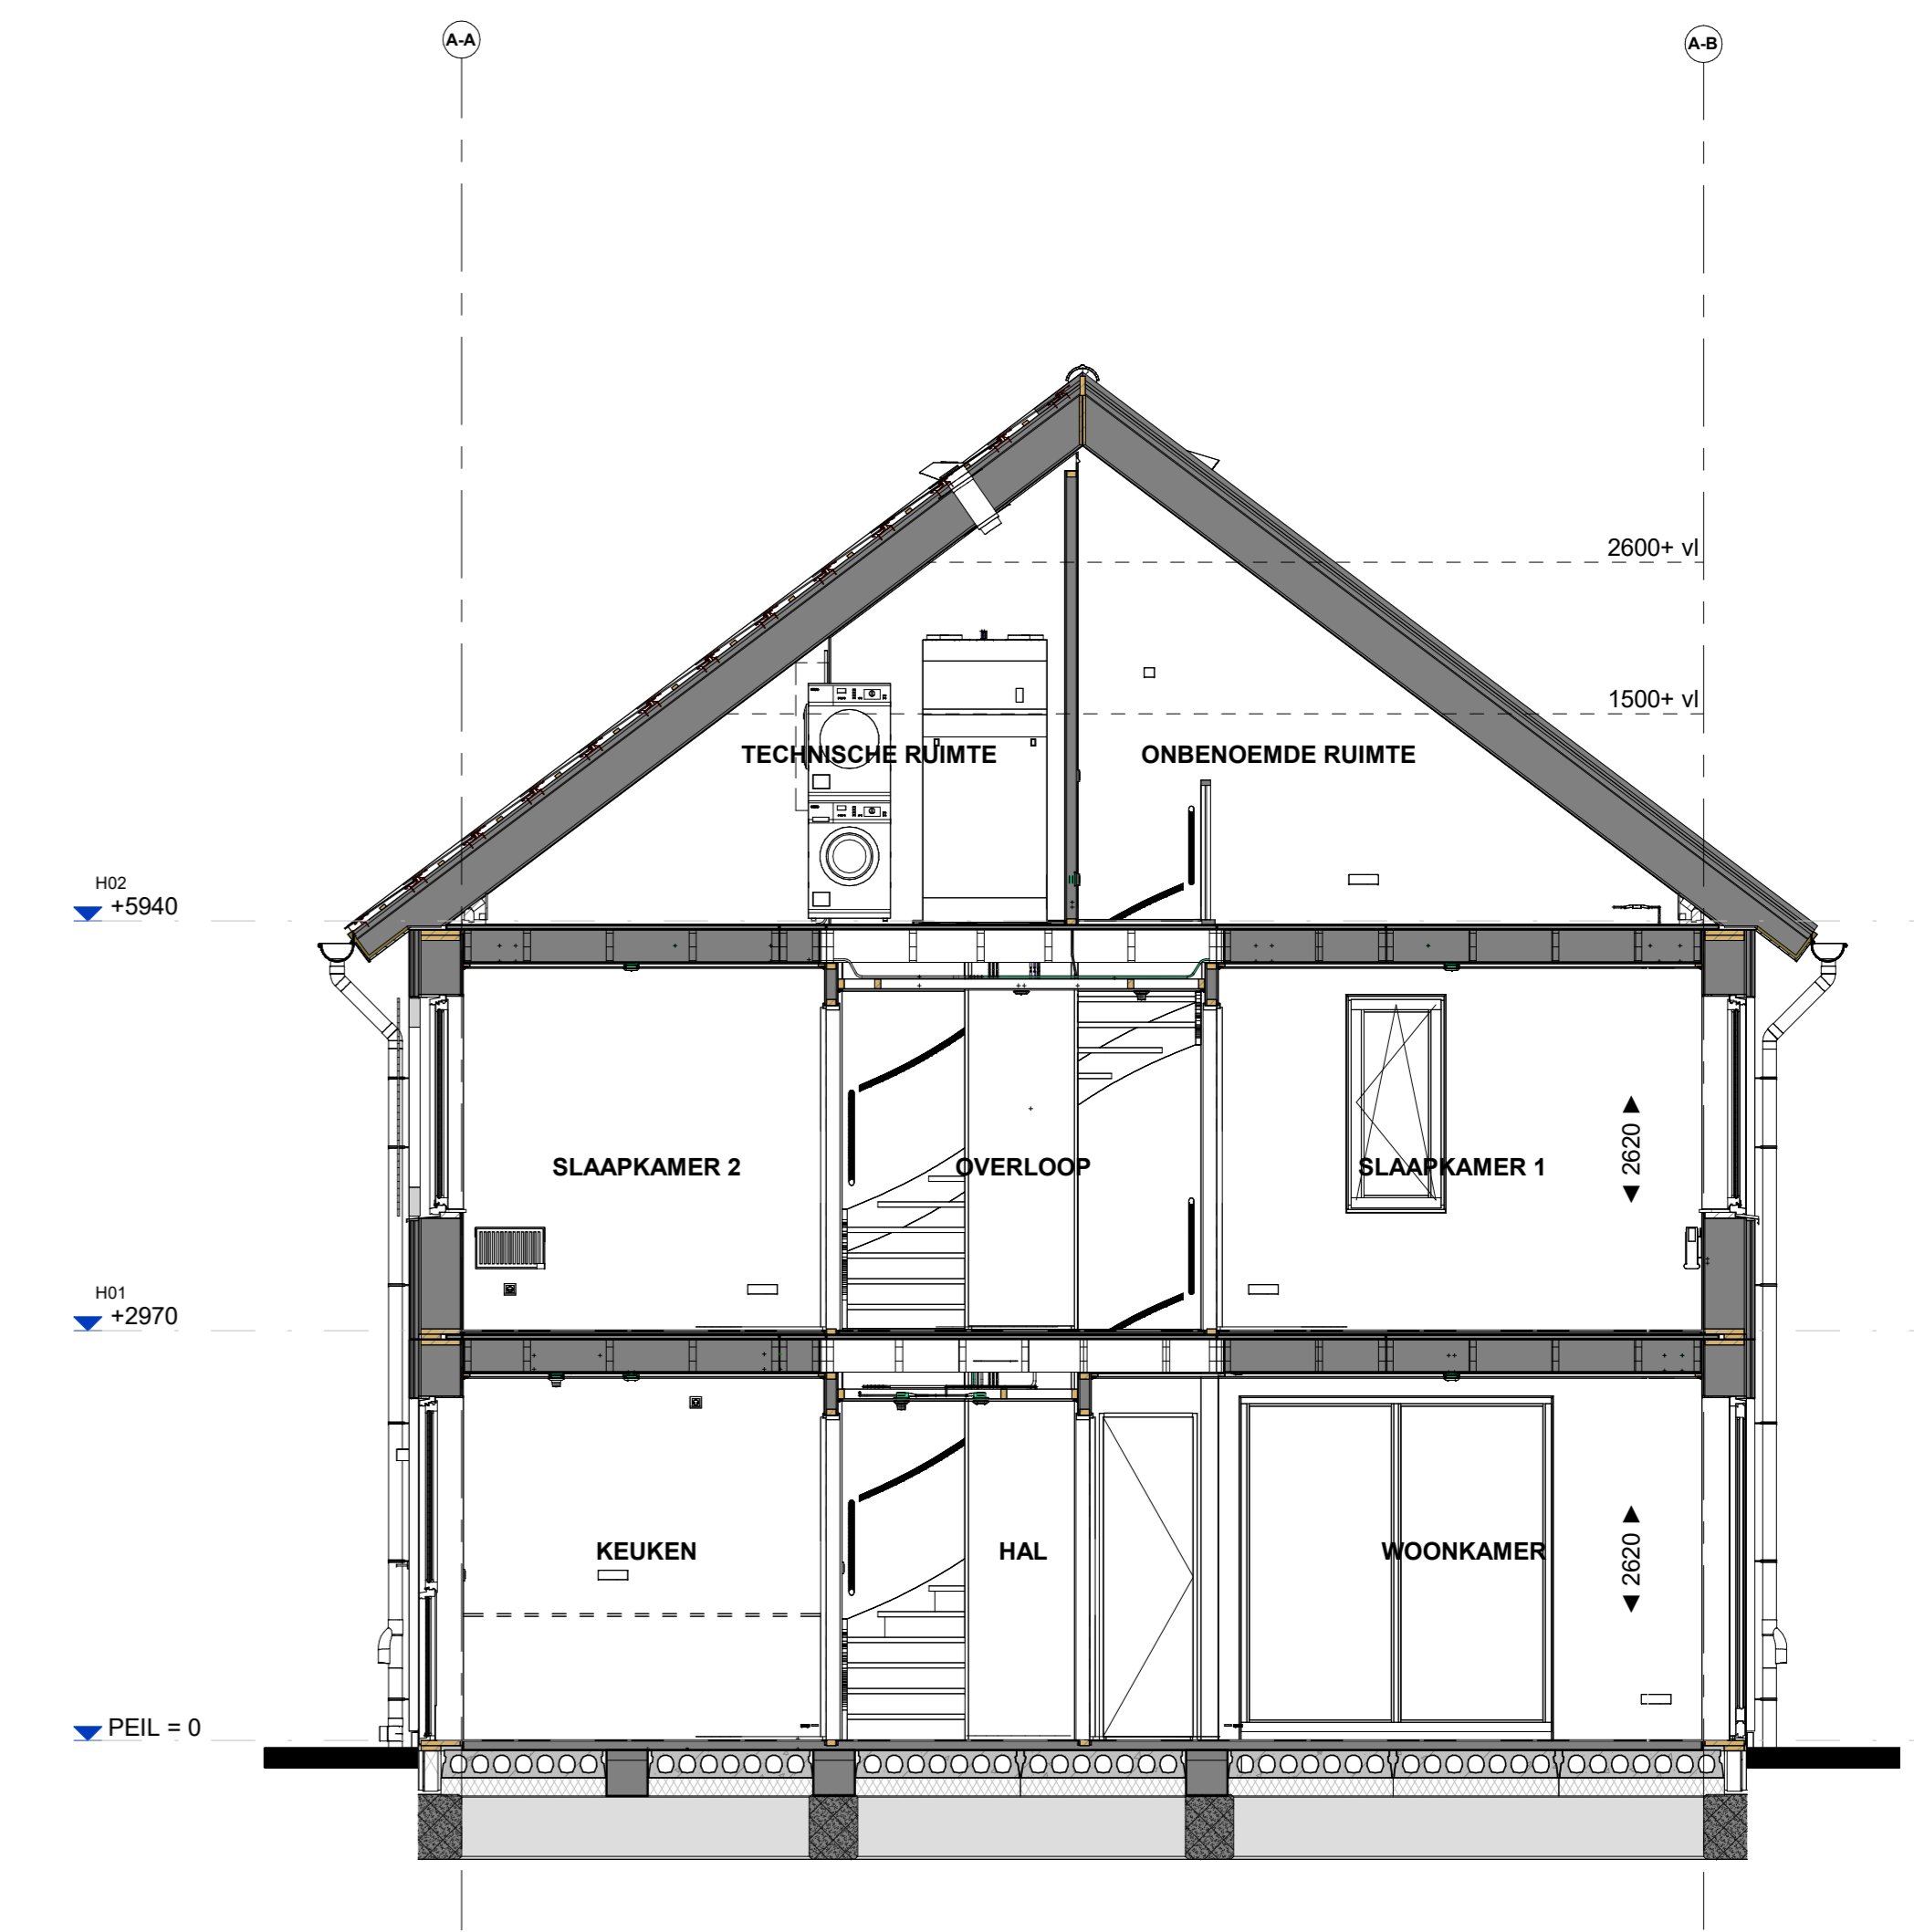 A-A
A-B
2600+ vl
1500+ vl
TECHNISCHE RUIMTE
ONBENOEMDE RUIMTE
H02
+5940
SLAAPKAMER 2
OVERLOOP
SLAAPKAMER 1
2620
H01
+2970
KEUKEN
HAL
WOONKAMER
2620
PEIL = 0